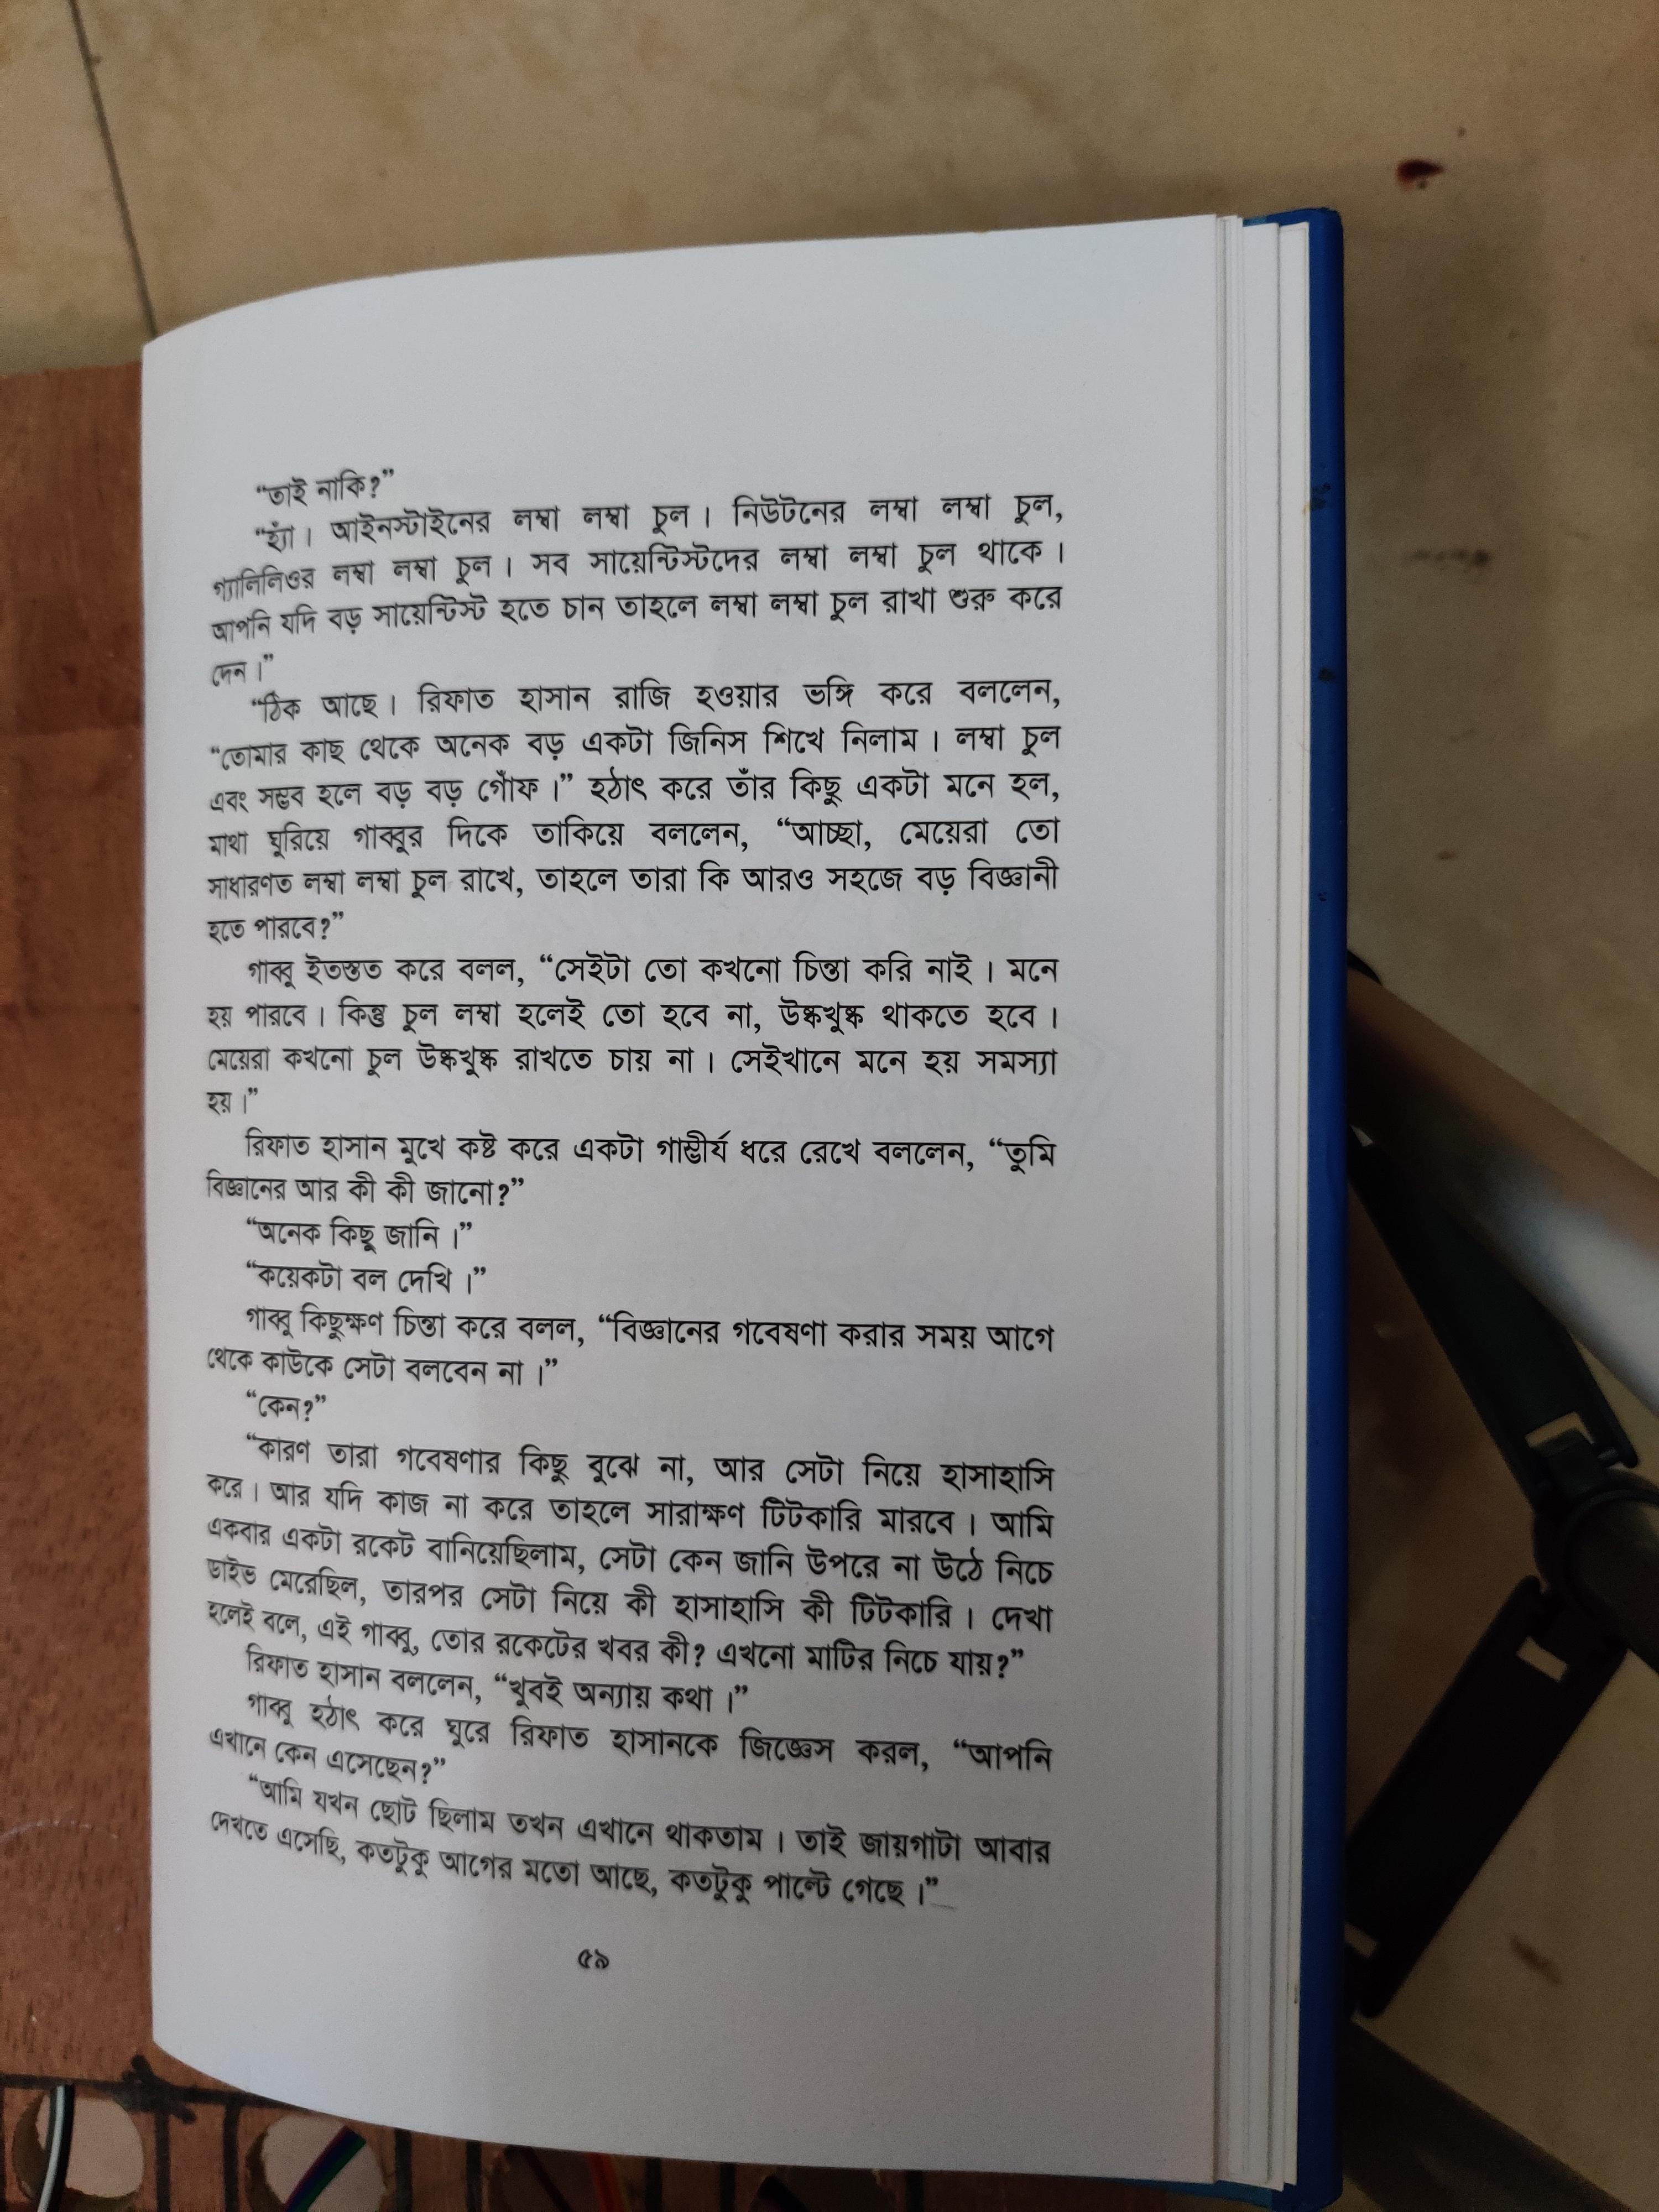 “তাই নাকি?”
“হ্যাঁ। আইনস্টাইনের লম্বা লম্বা চুল। নিউটনের লম্বা লম্বা চুল,
গ্যালিলিওর লম্বা লম্বা চুল। সব সায়েন্টিস্টদের লম্বা লম্বা চুল থাকে।
আপনি যদি বড় সায়েন্টিস্ট হতে চান তাহলে লম্বা লম্বা চুল রাখা শুরু করে
দেন।”
“ঠিক আছে। রিফাত হাসান রাজি হওয়ার ভঙ্গি করে বললেন,
“তোমার কাছ থেকে অনেক বড় একটা জিনিস শিখে নিলাম। লম্বা চুল
এবং সম্ভব হলে বড় বড় গোঁফ।” হঠাৎ করে তাঁর কিছু একটা মনে হল,
মাথা ঘুরিয়ে গাব্বুর দিকে তাকিয়ে বললেন, “আচ্ছা, মেয়েরা তো
সাধারণত লম্বা লম্বা চুল রাখে, তাহলে তারা কি আরও সহজে বড় বিজ্ঞানী
হতে পারবে?”
গাব্বু ইতস্তত করে বলল, “সেইটা তো কখনো চিন্তা করি নাই। মনে
হয় পারবে। কিন্তু চুল লম্বা হলেই তো হবে না, উষ্কখুষ্ক থাকতে হবে।
মেয়েরা কখনো চুল উষ্কখুষ্ক রাখতে চায় না। সেইখানে মনে হয় সমস্যা
হয়।”
রিফাত হাসান মুখে কষ্ট করে একটা গাম্ভীর্য ধরে রেখে বললেন, “তুমি
বিজ্ঞানের আর কী কী জানো?”
“অনেক কিছু জানি।”
“কয়েকটা বল দেখি।”
গাব্বু কিছুক্ষণ চিন্তা করে বলল, “বিজ্ঞানের গবেষণা করার সময় আগে
থেকে কাউকে সেটা বলবেন না।”
“কেন?”
“কারণ তারা গবেষণার কিছু বুঝে না, আর সেটা নিয়ে হাসাহাসি
করে। আর যদি কাজ না করে তাহলে সারাক্ষণ টিটকারি মারবে। আমি
একবার একটা রকেট বানিয়েছিলাম, সেটা কেন জানি উপরে না উঠে নিচে
ডাইভ মেরেছিল, তারপর সেটা নিয়ে কী হাসাহাসি কী টিটকারি। দেখা
হলেই বলে, এই গাব্বু, তোর রকেটের খবর কী? এখনো মাটির নিচে যায়?”
রিফাত হাসান বললেন, “খুবই অন্যায় কথা।”
গাব্বু হঠাৎ করে ঘুরে রিফাত হাসানকে জিজ্ঞেস করল, “আপনি
এখানে কেন এসেছেন?”
“আমি যখন ছোট ছিলাম তখন এখানে থাকতাম। তাই জায়গাটা আবার
দেখতে এসেছি, কতটুকু আগের মতো আছে, কতটুকু পাল্টে গেছে।”
৫৯